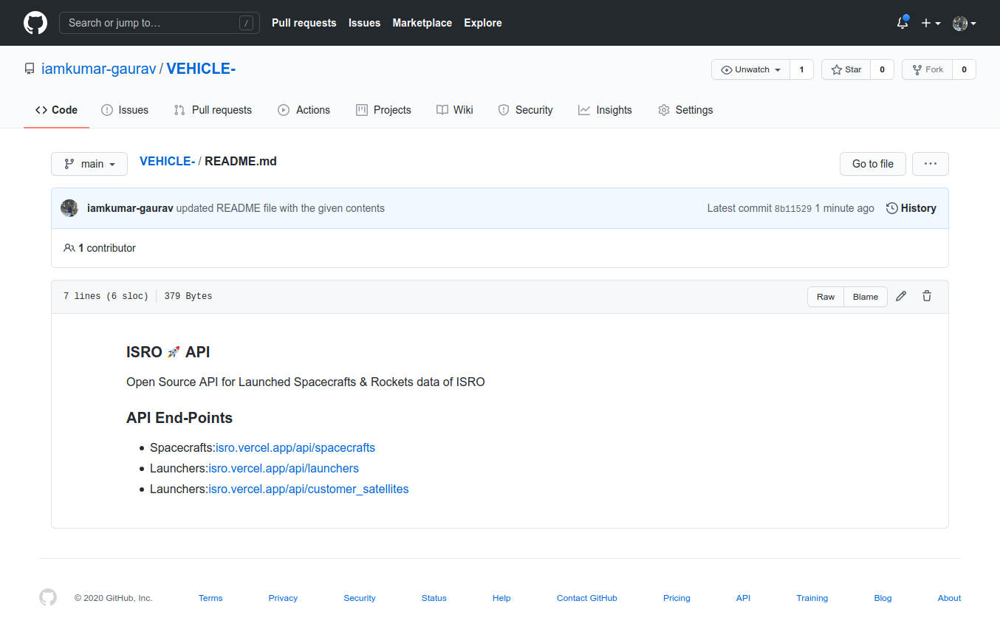 Search or jump to… /
Pull requests Issues Marketplace Explore
iamkumar-gaurav / VEHICLE-
Unwatch 1 Star 0 Fork 0
Code Issues Pull requests Actions Projects Wiki Security Insights Settings
main VEHICLE- / README.md Go to file ···
iamkumar-gaurav updated README file with the given contents Latest commit 8b11529 1 minute ago History
1 contributor
7 lines (6 sloc) 379 Bytes Raw Blame
ISRO 🚀 API
Open Source API for Launched Spacecrafts & Rockets data of ISRO
API End-Points
• Spacecrafts:isro.vercel.app/api/spacecrafts
• Launchers:isro.vercel.app/api/launchers
• Launchers:isro.vercel.app/api/customer_satellites
© 2020 GitHub, Inc. Terms Privacy Security Status Help Contact GitHub Pricing API Training Blog About